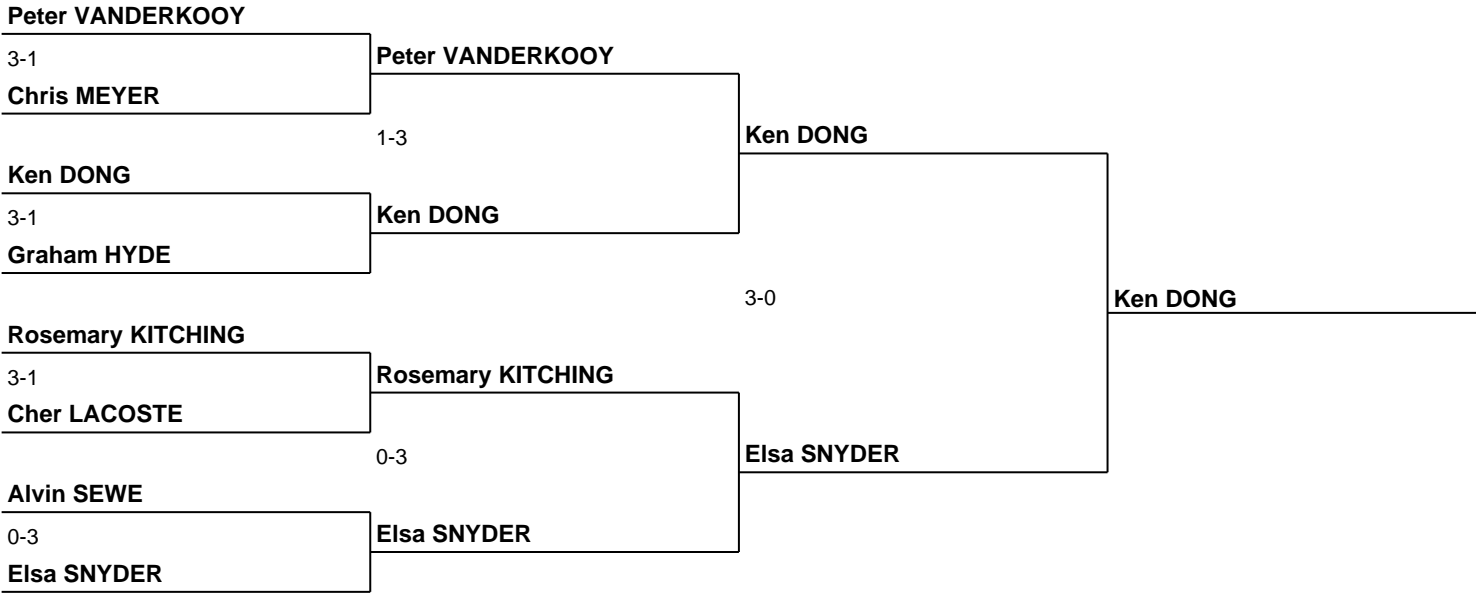 Peter VANDERKOOY
3-1
Peter VANDERKOOY
Chris MEYER
1-3
Ken DONG
Ken DONG
3-1
Ken DONG
Graham HYDE
3-0
Ken DONG
Rosemary KITCHING
3-1
Rosemary KITCHING
Cher LACOSTE
0-3
Elsa SNYDER
Alvin SEWE
0-3
Elsa SNYDER
Elsa SNYDER